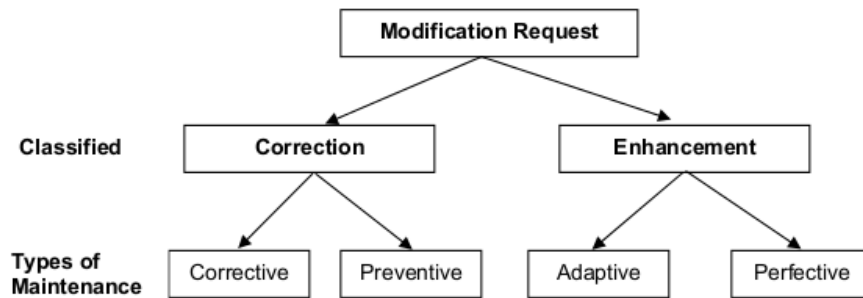 Modification Request
Classified
Correction
Enhancement
Types of
Maintenance
Corrective
Preventive
Adaptive
Perfective